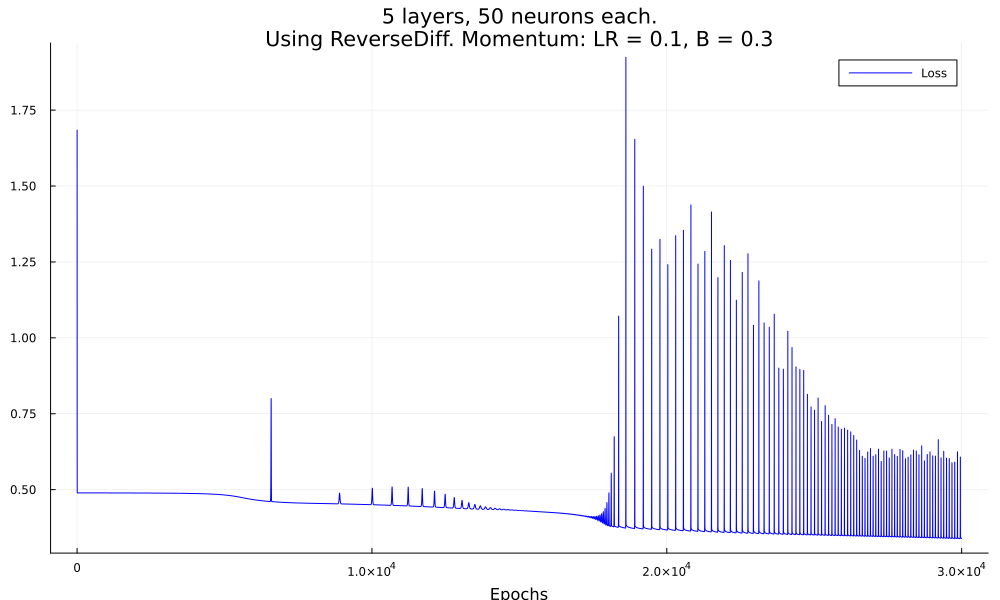 5 layers, 50 neurons each.
Using ReverseDiff. Momentum: LR = 0.1, B = 0.3
Loss
1.75
1.50
1.25
1.00
0.75
0.50
0
1.0×10⁴
2.0×10⁴
3.0×10⁴
Epochs